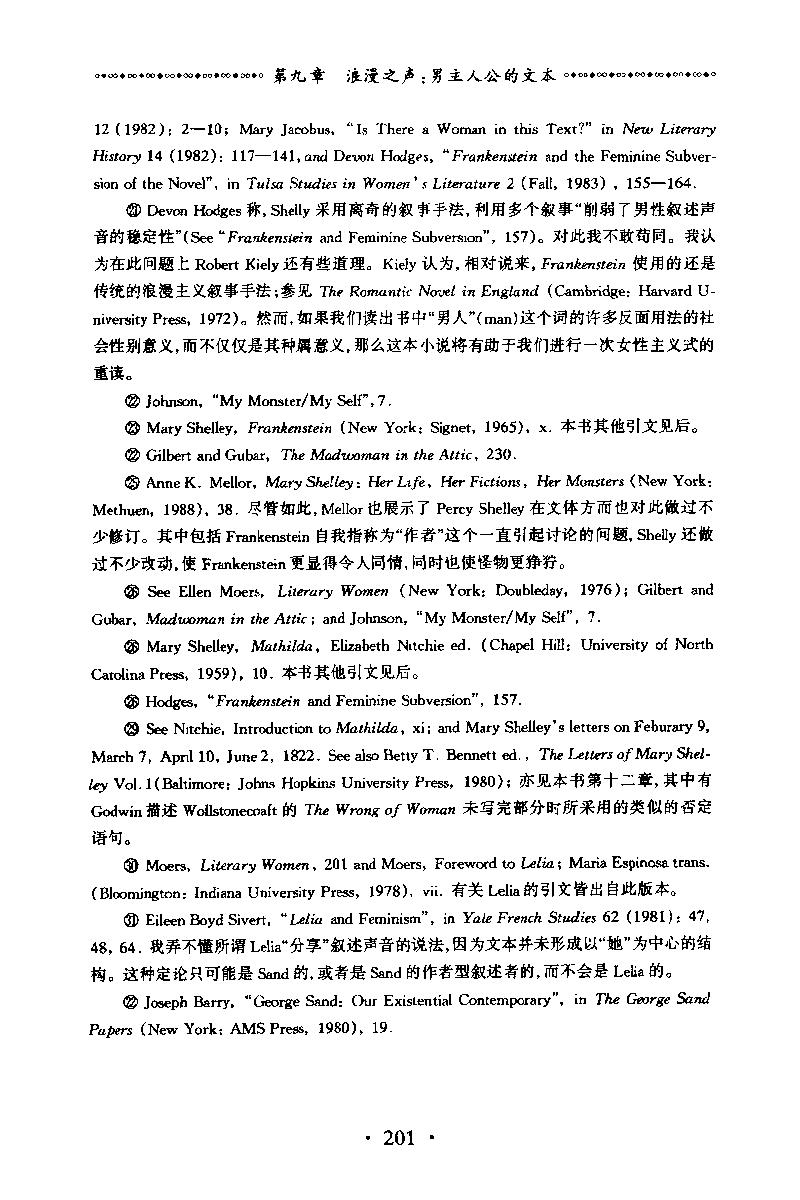 第九章 浪漫之声:男主人公的文本
12 (1982): 2—10; Mary Jacobus, "Is There a Woman in this Text?" in New Literary
History 14 (1982): 117—141, and Devon Hodges, "Frankenstein and the Feminine Subver-
sion of the Novel", in Tulsa Studies in Women's Literature 2 (Fall, 1983) , 155—164.
㉑ Devon Hodges 称,Shelly 采用离奇的叙事手法,利用多个叙事"削弱了男性叙述声
音的稳定性"(See "Frankenstein and Feminine Subversion", 157)。对此我不敢苟同。我认
为在此问题上 Robert Kiely 还有些道理。Kiely 认为,相对说来, Frankenstein 使用的还是
传统的浪漫主义叙事手法;参见 The Romantic Novel in England (Cambridge: Harvard U-
niversity Press, 1972)。然而,如果我们读出书中"男人"(man)这个词的许多反面用法的社
会性别意义,而不仅仅是其种属意义,那么这本小说将有助于我们进行一次女性主义式的
重读。
㉒ Johnson, "My Monster/My Self", 7.
㉓ Mary Shelley, Frankenstein (New York: Signet, 1965), x. 本书其他引文见后。
㉒ Gilbert and Gubar, The Madwoman in the Attic, 230.
㉕ Anne K. Mellor, Mary Shelley: Her Life, Her Fictions, Her Monsters (New York:
Methuen, 1988), 38. 尽管如此,Mellor 也展示了 Percy Shelley 在文体方而也对此做过不
少修订。其中包括 Frankenstein 自我指称为"作者"这个一直引起讨论的问题, Shelly 还做
过不少改动,使 Frankenstein 更显得令人同情,同时也使怪物更狰狞。
㉖ See Ellen Moers, Literary Women (New York: Doubleday, 1976); Gilbert and
Gubar, Madwoman in the Attic; and Johnson, "My Monster/My Self", 7.
㉖ Mary Shelley, Mathilda, Elizabeth Nitchie ed. (Chapel Hill: University of North
Carolina Press, 1959), 10. 本书其他引文见后。
㉖ Hodges, "Frankenstein and Feminine Subversion", 157.
㉙ See Nitchie, Introduction to Mathilda, xi; and Mary Shelley's letters on Feburary 9,
March 7, April 10, June 2, 1822. See also Betty T. Bennett ed., The Letters of Mary Shel-
ley Vol.1(Baltimore: Johns Hopkins University Press, 1980); 亦见本书第十二章,其中有
Godwin 描述 Wollstonecoaft 的 The Wrong of Woman 未写完部分时所采用的类似的否定
语句。
㉚ Moers, Literary Women, 201 and Moers, Foreword to Lelia; Maria Espinosa trans.
(Bloomington: Indiana University Press, 1978), vii. 有关 Lelia 的引文皆出自此版本。
㉛ Eileen Boyd Sivert, "Lelia and Feminism", in Yale French Studies 62 (1981): 47,
48, 64. 我弄不懂所谓 Lelia"分享"叙述声音的说法,因为文本并未形成以"她"为中心的结
构。这种定论只可能是 Sand 的,或者是 Sand 的作者型叙述者的,而不会是 Lelia 的。
㉒ Joseph Barry, "George Sand: Our Existential Contemporary", in The George Sand
Papers (New York: AMS Press, 1980), 19.
· 201 ·